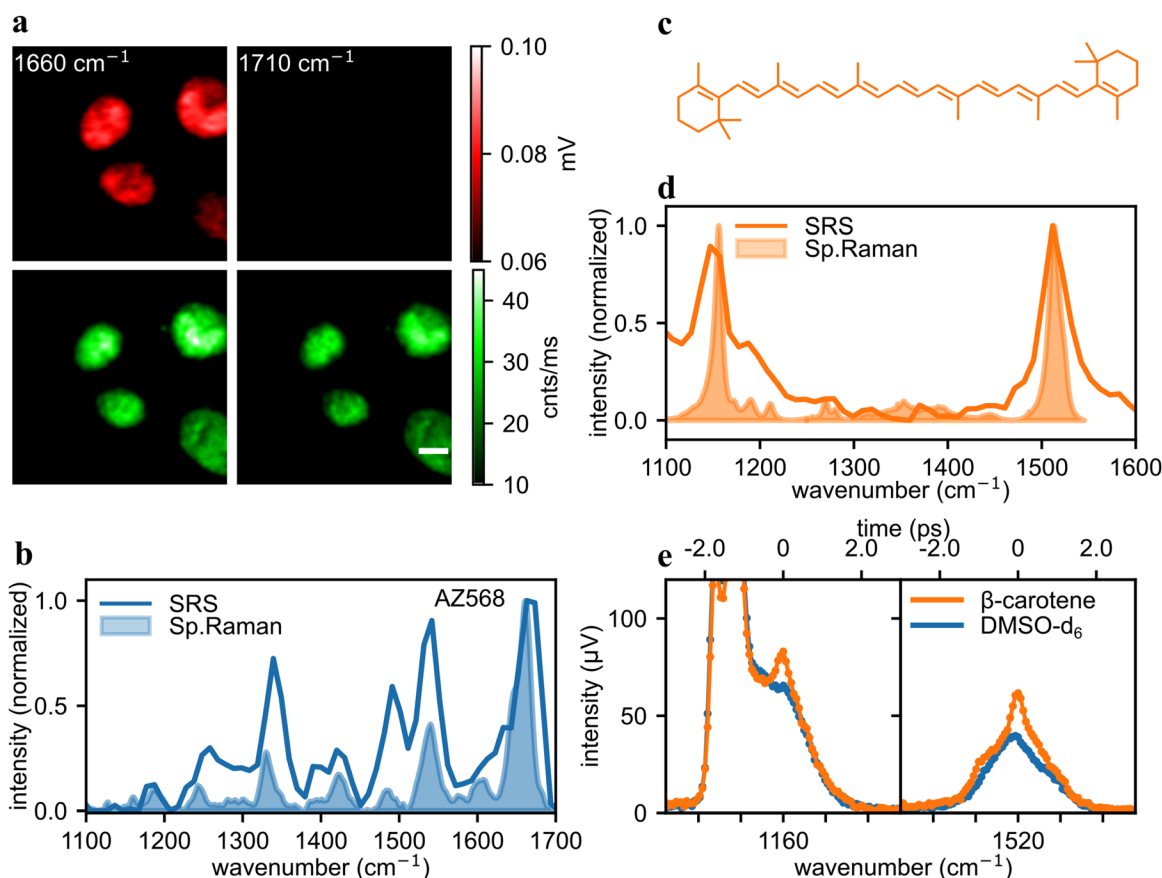 a
1660 cm⁻¹
1710 cm⁻¹
0.10
0.08
0.06
mV
40
30
20
10
cnts/ms
b
intensity (normalized)
1.0
0.5
0.0
SRS
Sp.Raman
AZ568
1100 1200 1300 1400 1500 1600 1700
wavenumber (cm⁻¹)
c
d
intensity (normalized)
1.0
0.5
0.0
SRS
Sp.Raman
1100 1200 1300 1400 1500 1600
wavenumber (cm⁻¹)
e
time (ps)
-2.0 0 2.0 -2.0 0 2.0
intensity (µV)
100
50
0
β-carotene
DMSO-d₆
1160 1520
wavenumber (cm⁻¹)